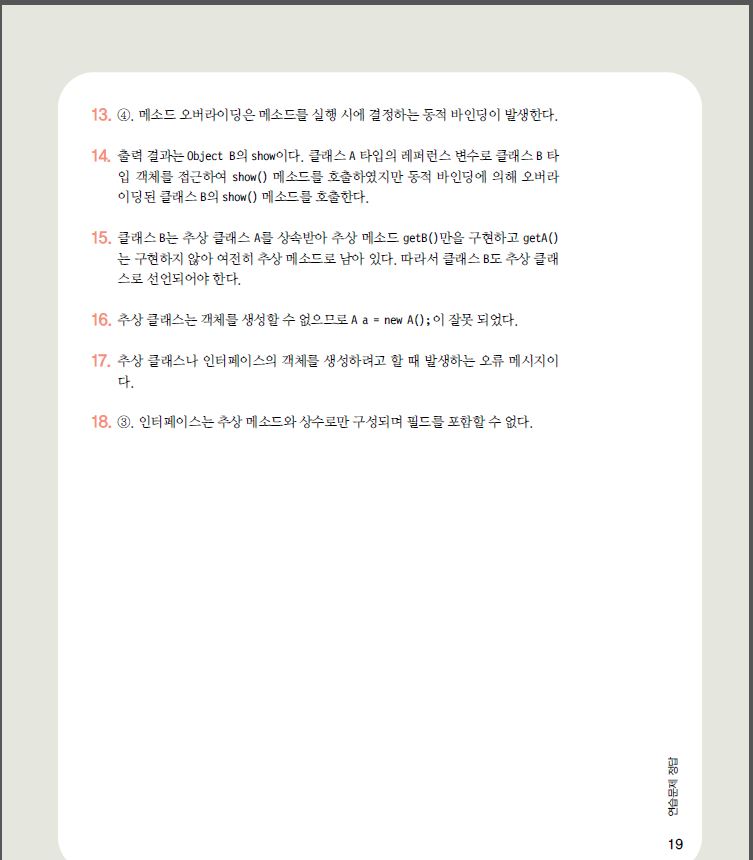 13. ④. 메소드 오버라이딩은 메소드를 실행 시에 결정하는 동적 바인딩이 발생한다.
14. 출력 결과는 Object B의 show이다. 클래스 A 타입의 레퍼런스 변수로 클래스 B 타
입 객체를 접근하여 show() 메소드를 호출하였지만 동적 바인딩에 의해 오버라
이딩된 클래스 B의 show() 메소드를 호출한다.
15. 클래스 B는 추상 클래스 A를 상속받아 추상 메소드 getB()만을 구현하고 getA()
는 구현하지 않아 여전히 추상 메소드로 남아 있다. 따라서 클래스 B도 추상 클래
스로 선언되어야 한다.
16. 추상 클래스는 객체를 생성할 수 없으므로 A a = new A();이 잘못 되었다.
17. 추상 클래스나 인터페이스의 객체를 생성하려고 할 때 발생하는 오류 메시지이
다.
18. ③. 인터페이스는 추상 메소드와 상수로만 구성되며 필드를 포함할 수 없다.
연습문제 정답
19